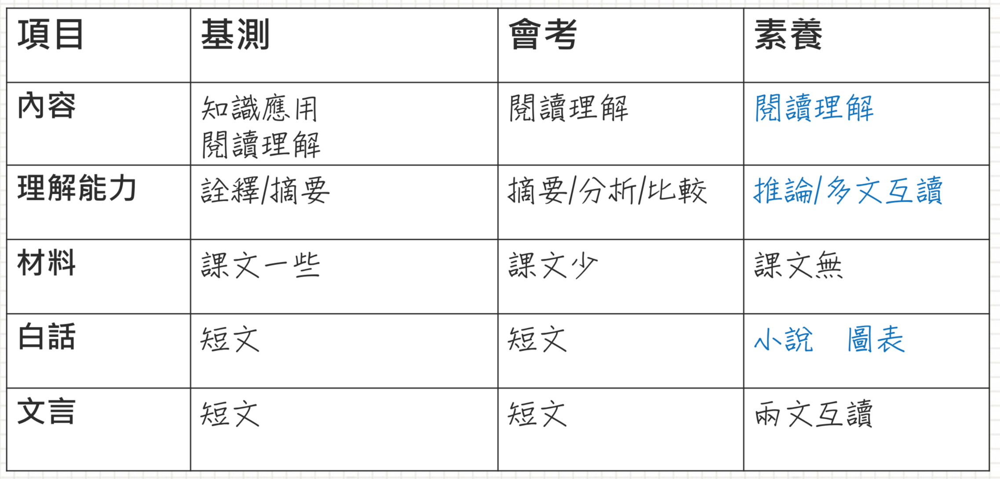 項目 基測 會考 素養
內容 知識應用 閱讀理解 閱讀理解
閱讀理解
理解能力 詮釋/摘要 摘要/分析/比較 推論/多文互讀
材料 課文一些 課文少 課文無
白話 短文 短文 小說　圖表
文言 短文 短文 兩文互讀